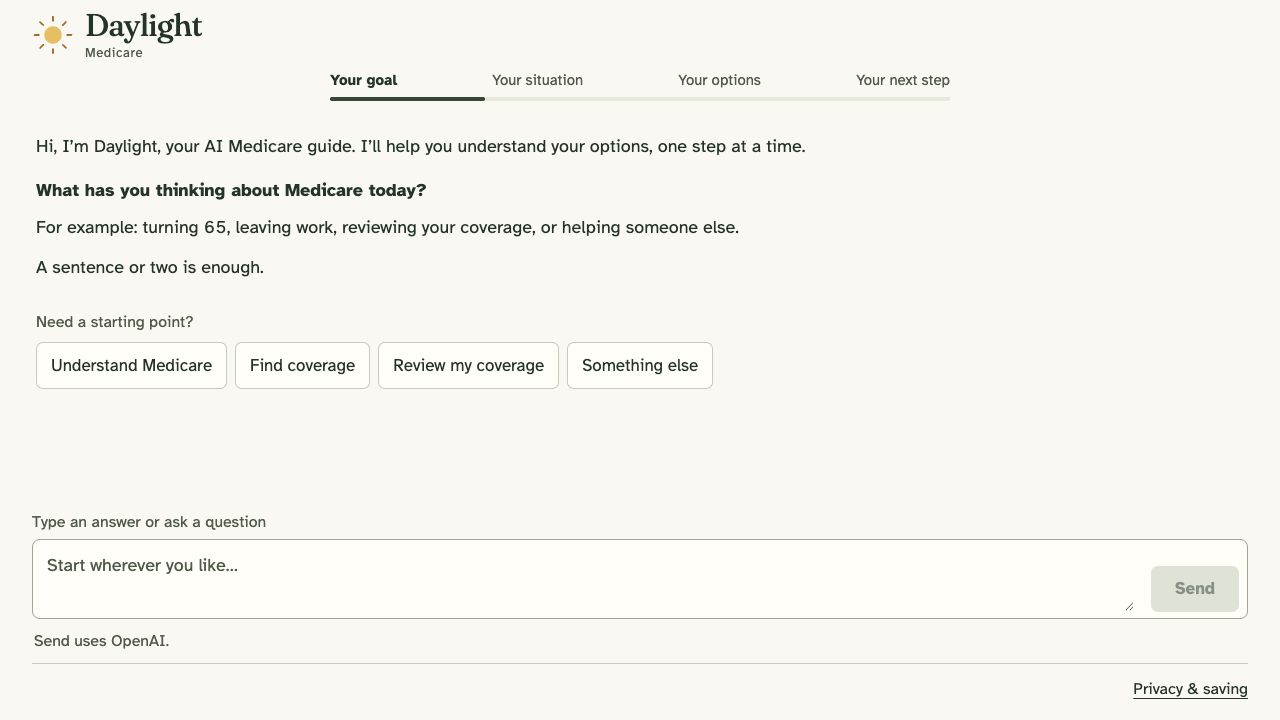 Daylight
Medicare
Your goal
Your situation
Your options
Your next step
Hi, I’m Daylight, your AI Medicare guide. I’ll help you understand your options, one step at a time.
What has you thinking about Medicare today?
For example: turning 65, leaving work, reviewing your coverage, or helping someone else.
A sentence or two is enough.
Need a starting point?
Understand Medicare
Find coverage
Review my coverage
Something else
Type an answer or ask a question
Start wherever you like...
Send
Send uses OpenAI.
Privacy & saving